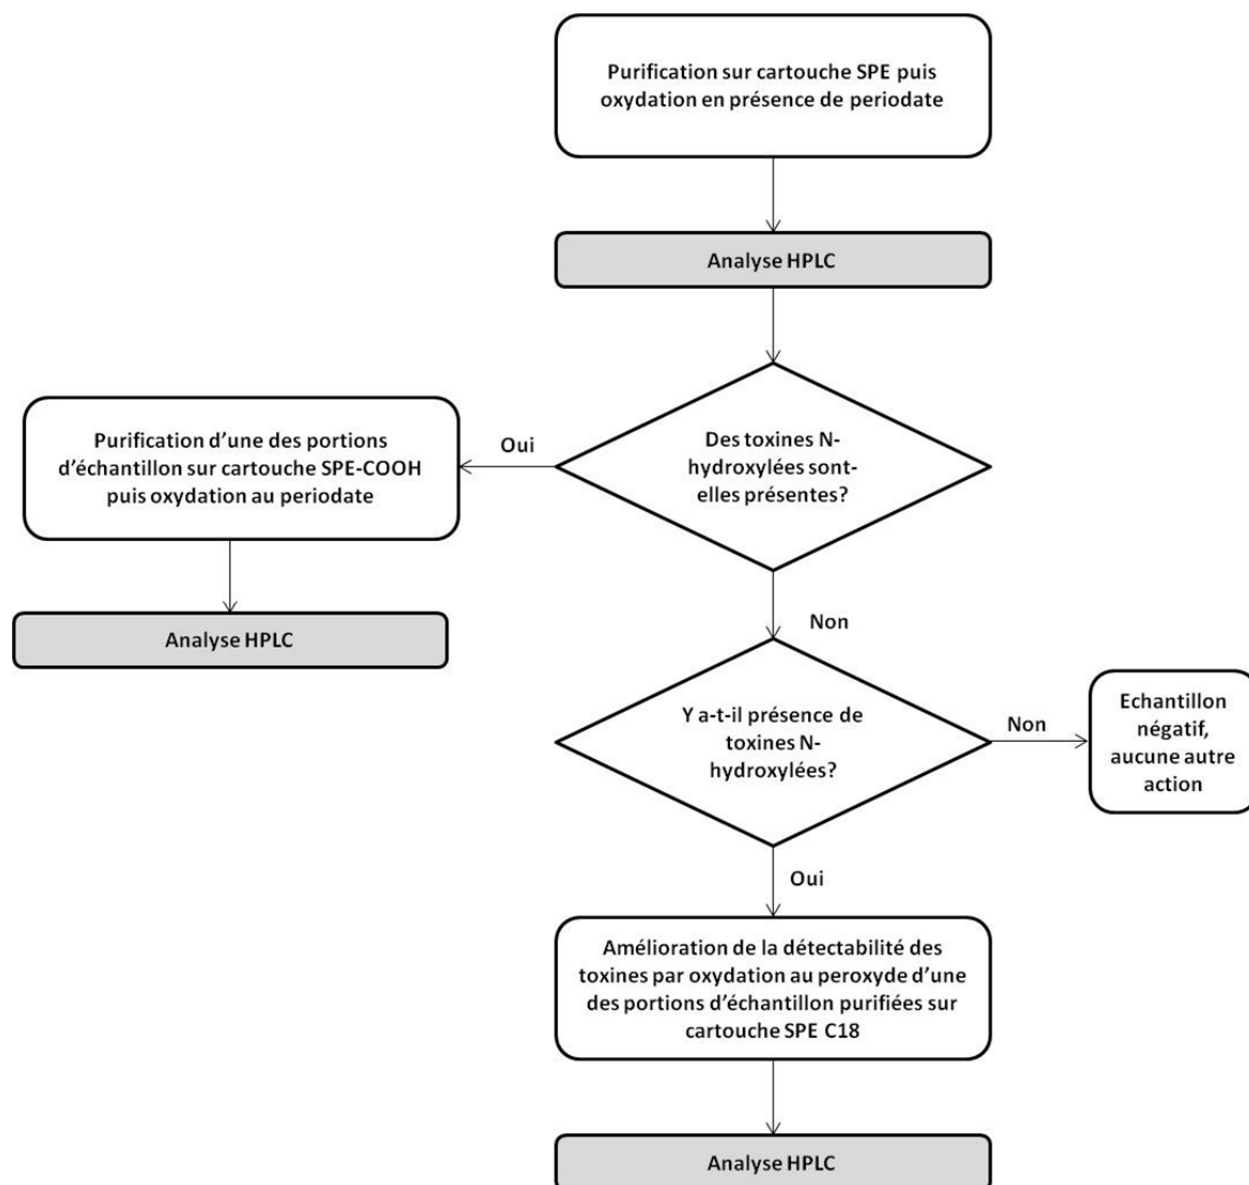 Purification sur cartouche SPE puis
oxydation en présence de periodate
Analyse HPLC
Des toxines N-
hydroxylées sont-
elles présentes?
Oui
Purification d’une des portions
d’échantillon sur cartouche SPE-COOH
puis oxydation au periodate
Analyse HPLC
Non
Y a-t-il présence de
toxines N-
hydroxylées?
Non
Echantillon
négatif,
aucune autre
action
Oui
Amélioration de la détectabilité des
toxines par oxydation au peroxyde d’une
des portions d’échantillon purifiées sur
cartouche SPE C18
Analyse HPLC